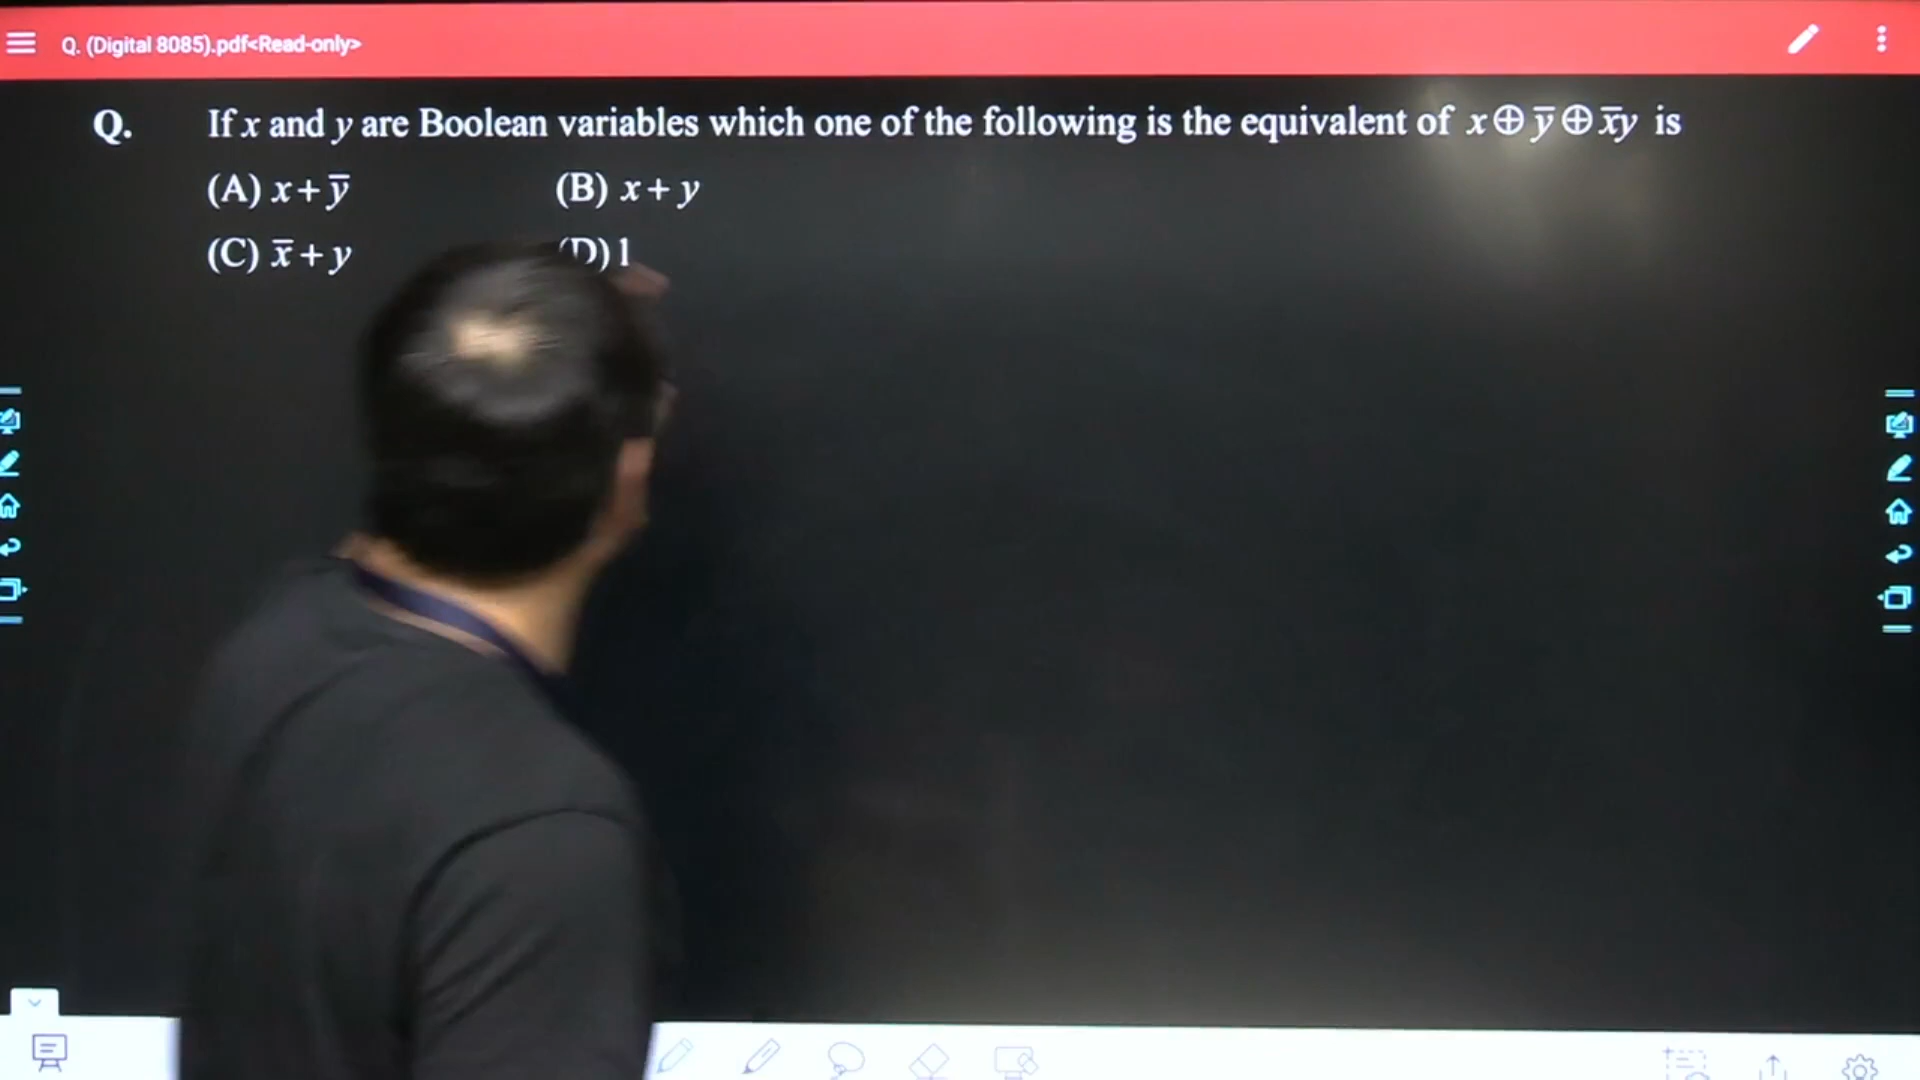 Q. (Digital 8085).pdf<Read-only>
Q. If x and y are Boolean variables which one of the following is the equivalent of x ⊕ y̅ ⊕ x̅y is
(A) x + y̅ (B) x + y
(C) x̅ + y (D) 1